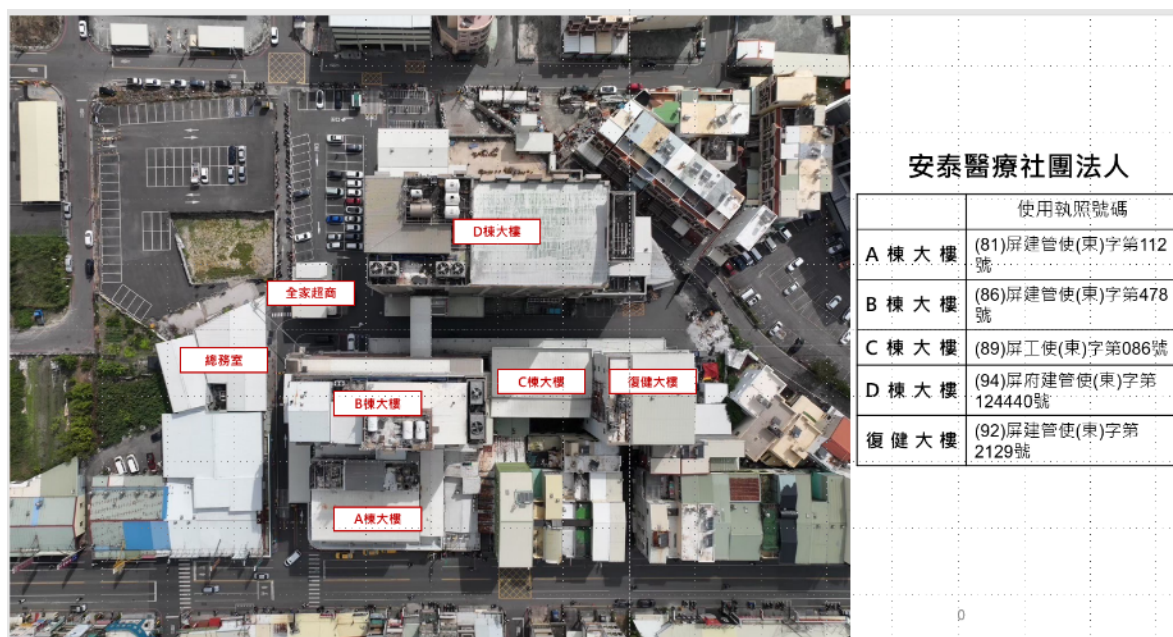 D棟大樓
全家超商
總務室
C棟大樓
復健大樓
B棟大樓
A棟大樓
安泰醫療社團法人
使用執照號碼
A棟大樓 (81)屏建管使(東)字第112
號
B棟大樓 (86)屏建管使(東)字第478
號
C棟大樓 (89)屏工使(東)字第086號
D棟大樓 (94)屏府建管使(東)字第
124440號
復健大樓 (92)屏建管使(東)字第
2129號
0